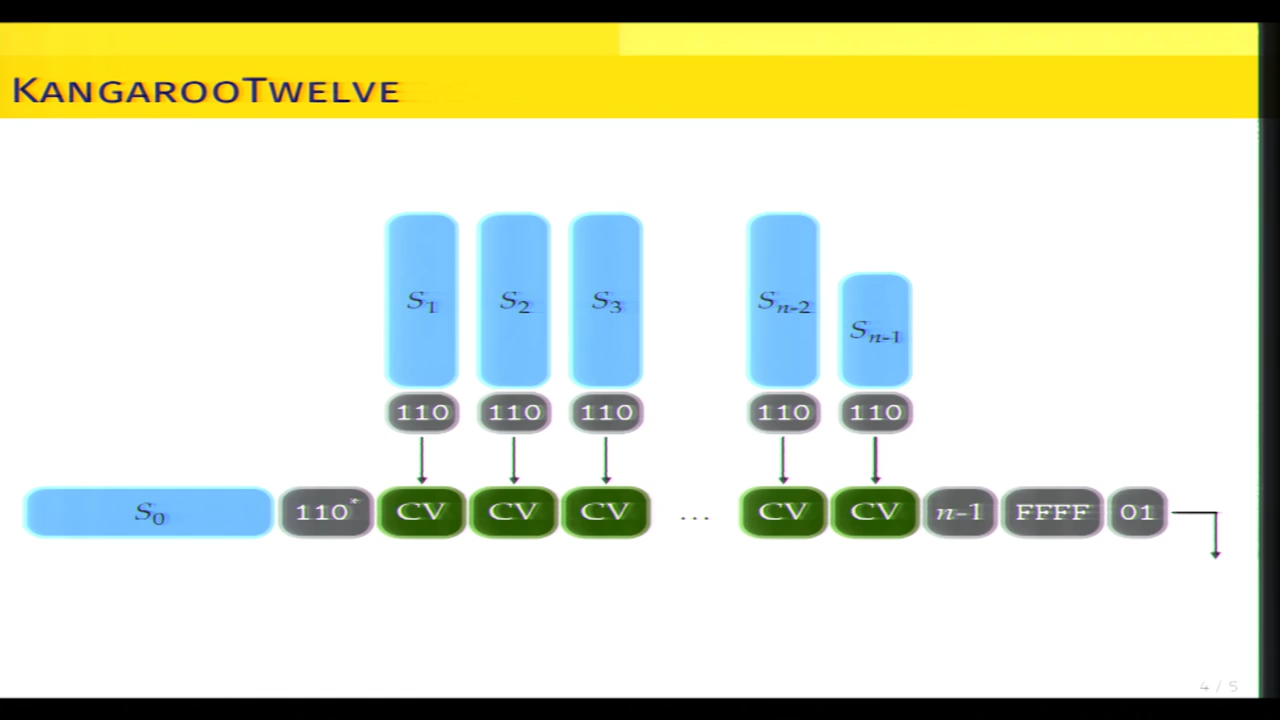 KANGAROOTWELVE
S1 S2 S3 Sn-2
Sn-1
110 110 110 110 110
S0 110* CV CV CV ... CV CV n-1 FFFF 01
4 / 5